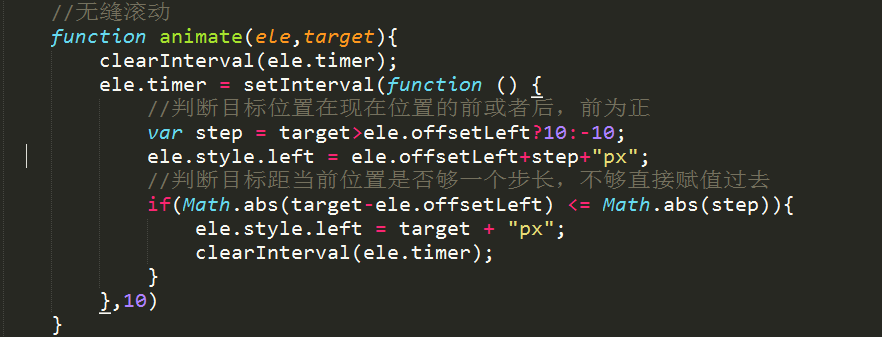 //无缝滚动
function animate(ele,target){
clearInterval(ele.timer);
ele.timer = setInterval(function () {
//判断目标位置在现在位置的前或者后，前为正
var step = target>ele.offsetLeft?10:-10;
ele.style.left = ele.offsetLeft+step+"px";
//判断目标距当前位置是否够一个步长，不够直接赋值过去
if(Math.abs(target-ele.offsetLeft) <= Math.abs(step)){
ele.style.left = target + "px";
clearInterval(ele.timer);
}
},10)
}